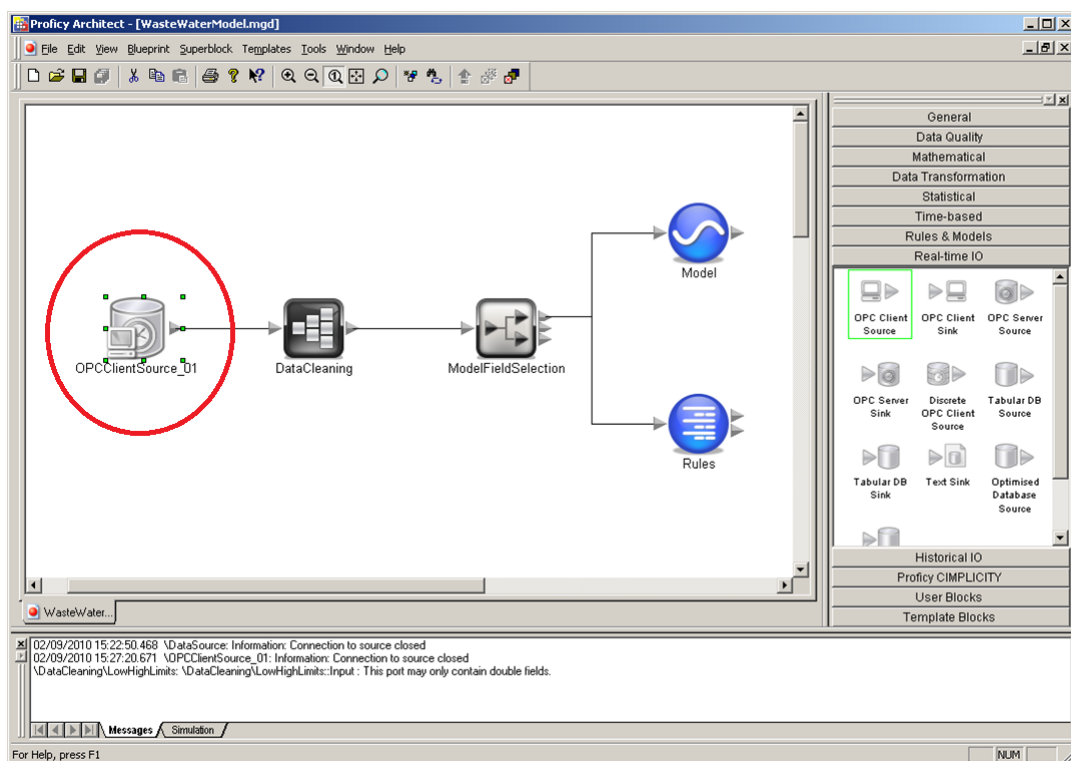 Proficy Architect - [WasteWaterModel.mgd]
File Edit View Blueprint Superblock Templates Tools Window Help
General
Data Quality
Mathematical
Data Transformation
Statistical
Time-based
Rules & Models
Real-time IO
OPC Client Source
OPC Client Sink
OPC Server Source
OPC Server Sink
Discrete OPC Client Source
Tabular DB Source
Tabular DB Sink
Text Sink
Optimised Database Source
Historical IO
Proficy CIMPLICITY
User Blocks
Template Blocks
OPCClientSource_01
DataCleaning
ModelFieldSelection
Model
Rules
WasteWater...
02/09/2010 15:22:50.468 \DataSource: Information: Connection to source closed
02/09/2010 15:27:20.671 \OPCClientSource_01: Information: Connection to source closed
\DataCleaning\LowHighLimits: \DataCleaning\LowHighLimits::Input : This port may only contain double fields.
Messages Simulation
For Help, press F1
NUM